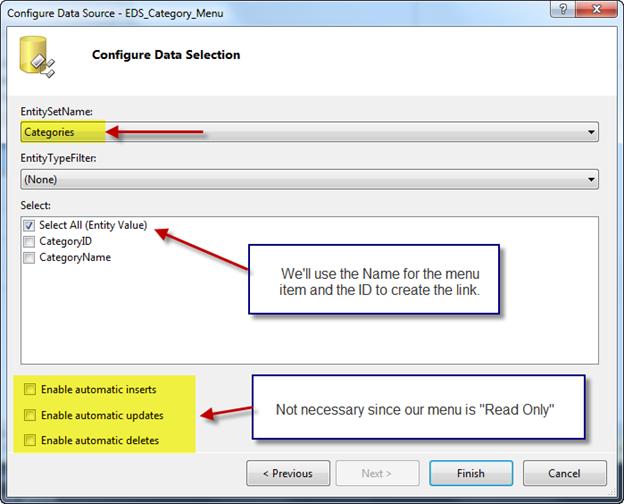 Configure Data Source - EDS_Category_Menu
Configure Data Selection
EntitySetName:
Categories
EntityTypeFilter:
(None)
Select:
Select All (Entity Value)
CategoryID
CategoryName
We'll use the Name for the menu
item and the ID to create the link.
Enable automatic inserts
Enable automatic updates
Enable automatic deletes
Not necessary since our menu is "Read Only"
< Previous
Next >
Finish
Cancel